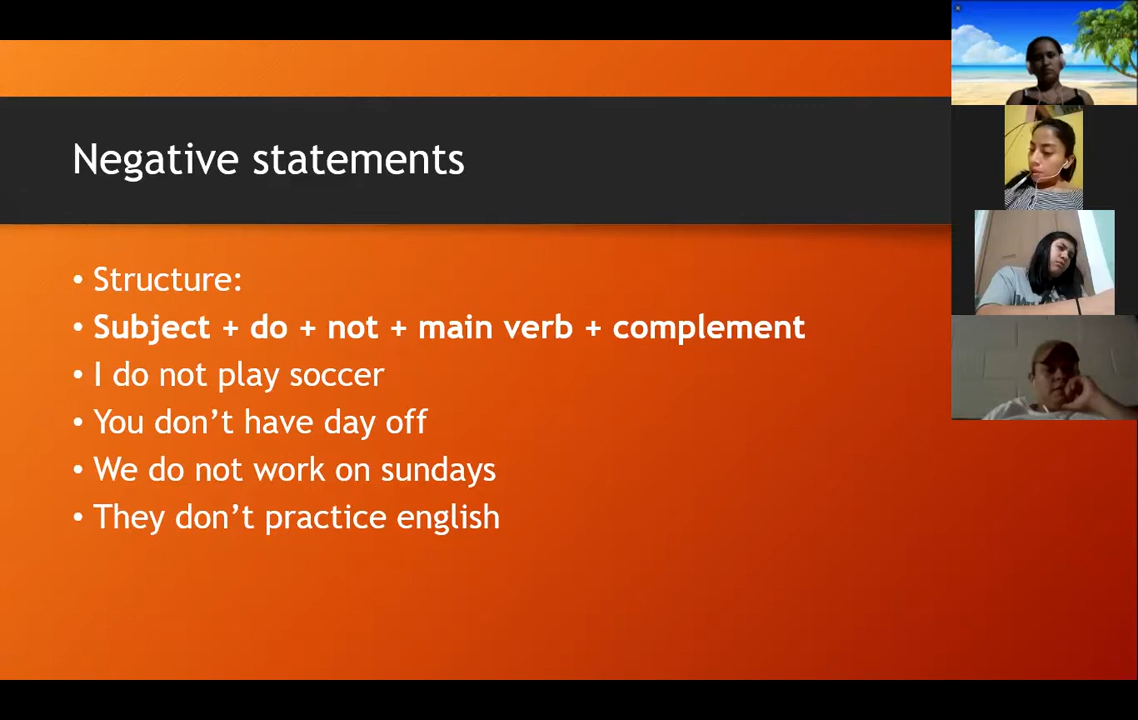 Negative statements
• Structure:
• Subject + do + not + main verb + complement
• I do not play soccer
• You don’t have day off
• We do not work on sundays
• They don’t practice english